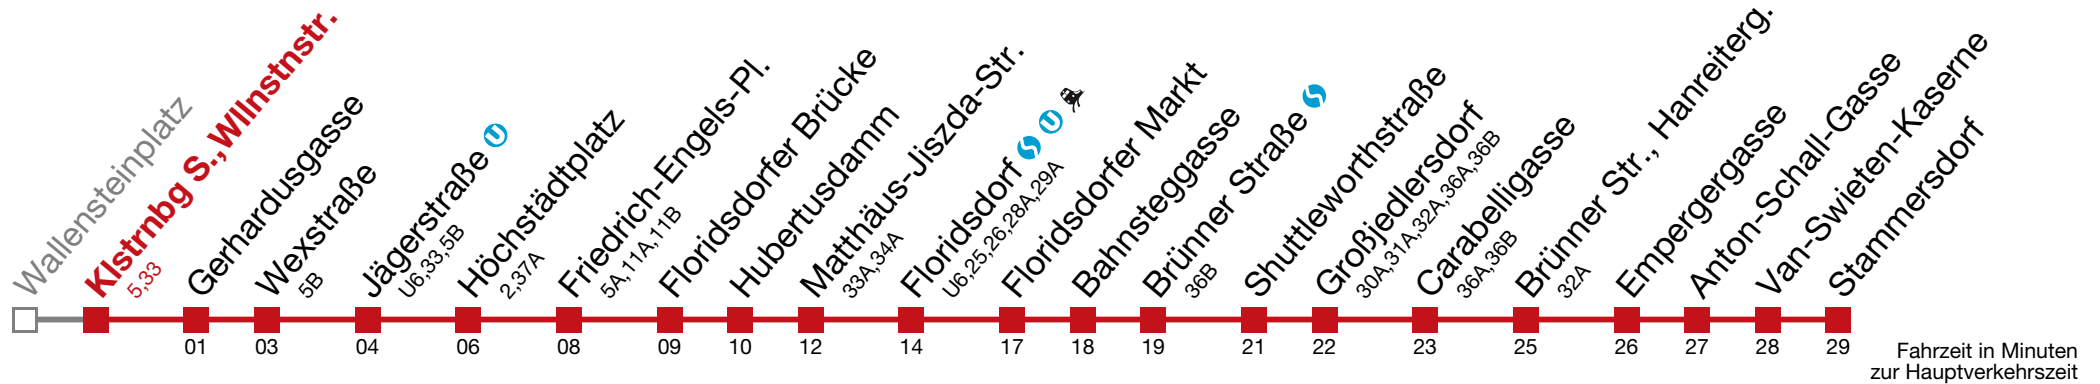 Wallensteinplatz
Klstrnbg S., Wllnstnstr.
5,33
Gerhardusgasse
01
Wexstraße
5B
03
Jägerstraße U
U6,33,5B
04
Höchstädtplatz
2,37A
06
Friedrich-Engels-Pl.
5A,11A,11B
08
Floridsdorfer Brücke
09
Hubertusdamm
10
Matthäus-Jiszda-Str.
33A,34A
12
Floridsdorf S U
U6,25,26,28A,29A
14
Floridsdorfer Markt
17
Bahnsteggasse
18
Brünner Straße S
36B
19
Shuttleworthstraße
21
Großjedlersdorf
30A,31A,32A,36A,36B
22
Carabelligasse
36A,36B
23
Brünner Str., Hanreiterg.
32A
25
Empergergasse
26
Anton-Schall-Gasse
27
Van-Swieten-Kaserne
28
Stammersdorf
29
Fahrzeit in Minuten
zur Hauptverkehrszeit